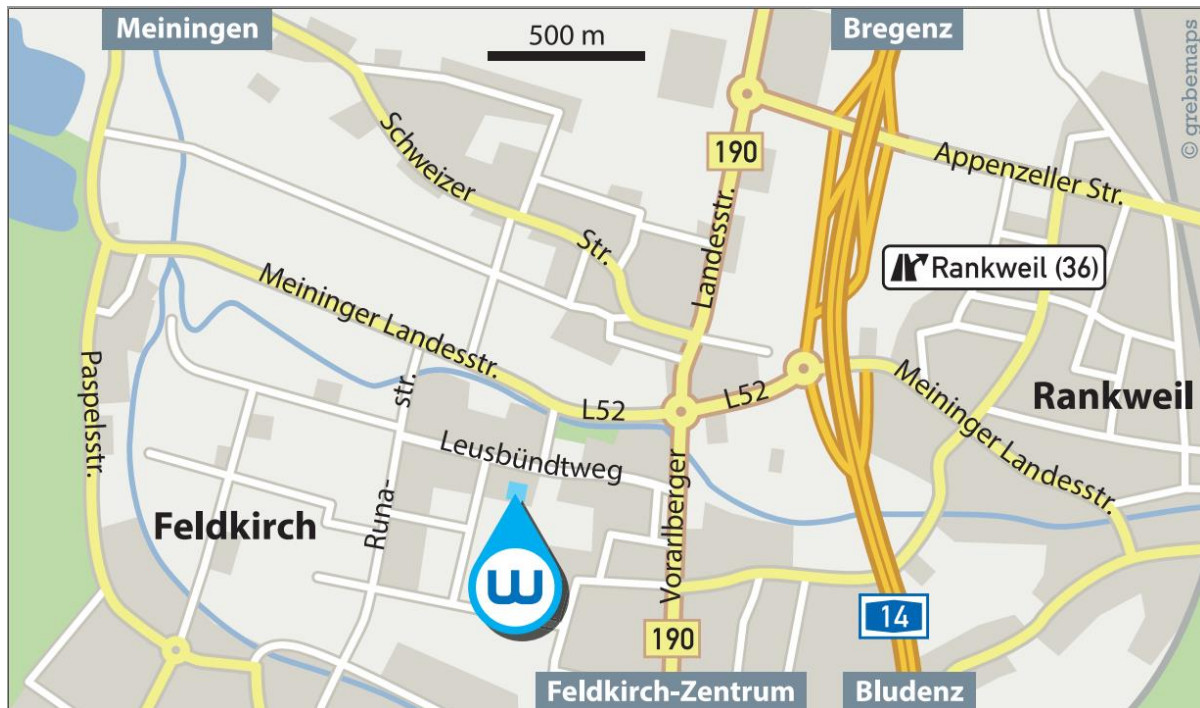 Meiningen
500 m
Bregenz
© grebemaps
Schweizer
Str.
190
Appenzeller Str.
Landesstr.
Rankweil (36)
Meininger Landesstr.
Paspelsstr.
Runa-
str.
L52
L52
Meininger Landesstr.
Rankweil
Leusbündtweg
Feldkirch
Vorarlberger
W
14
190
Feldkirch-Zentrum
Bludenz